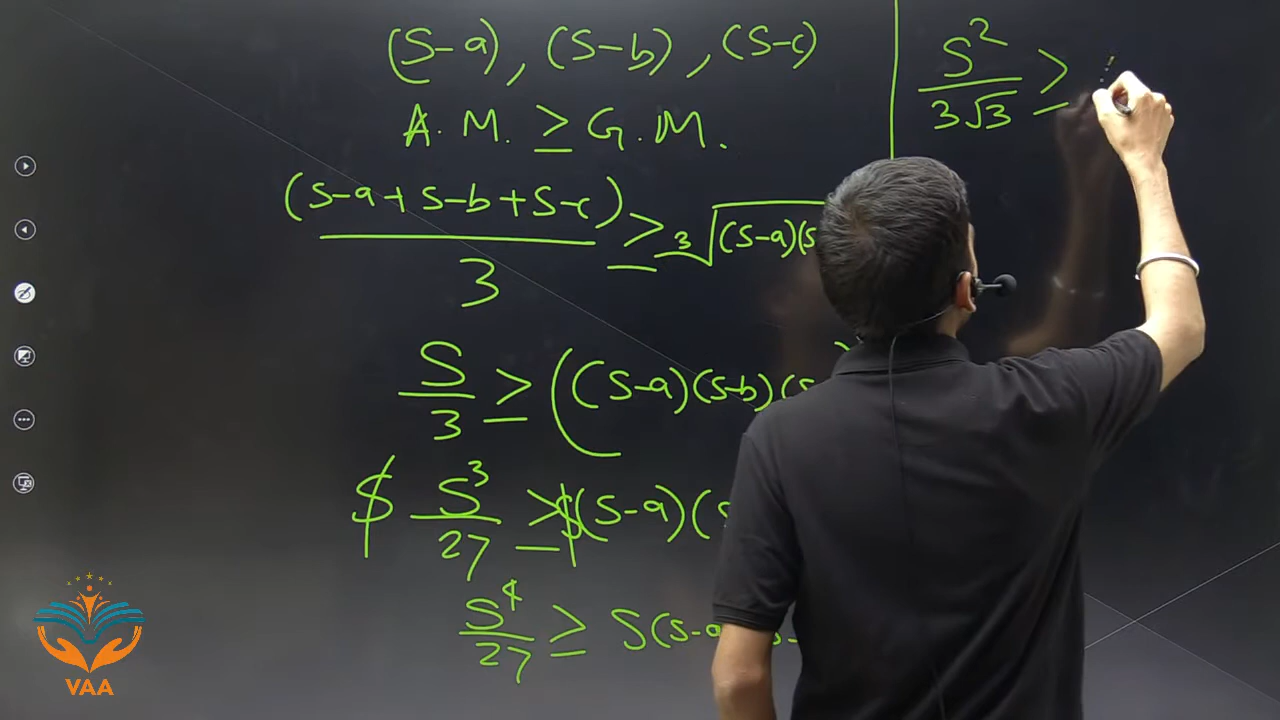 (S-a), (S-b), (S-c)
A.M. ≥ G.M.
(S-a+S-b+S-c)/3 ≥ ∛(S-a)(S
S/3 ≥ ((S-a)(S-b)(S
$ S³/27 ≥ $(S-a)(S
S⁴/27 ≥ S(S-a
S²/3√3 ≥
VAA